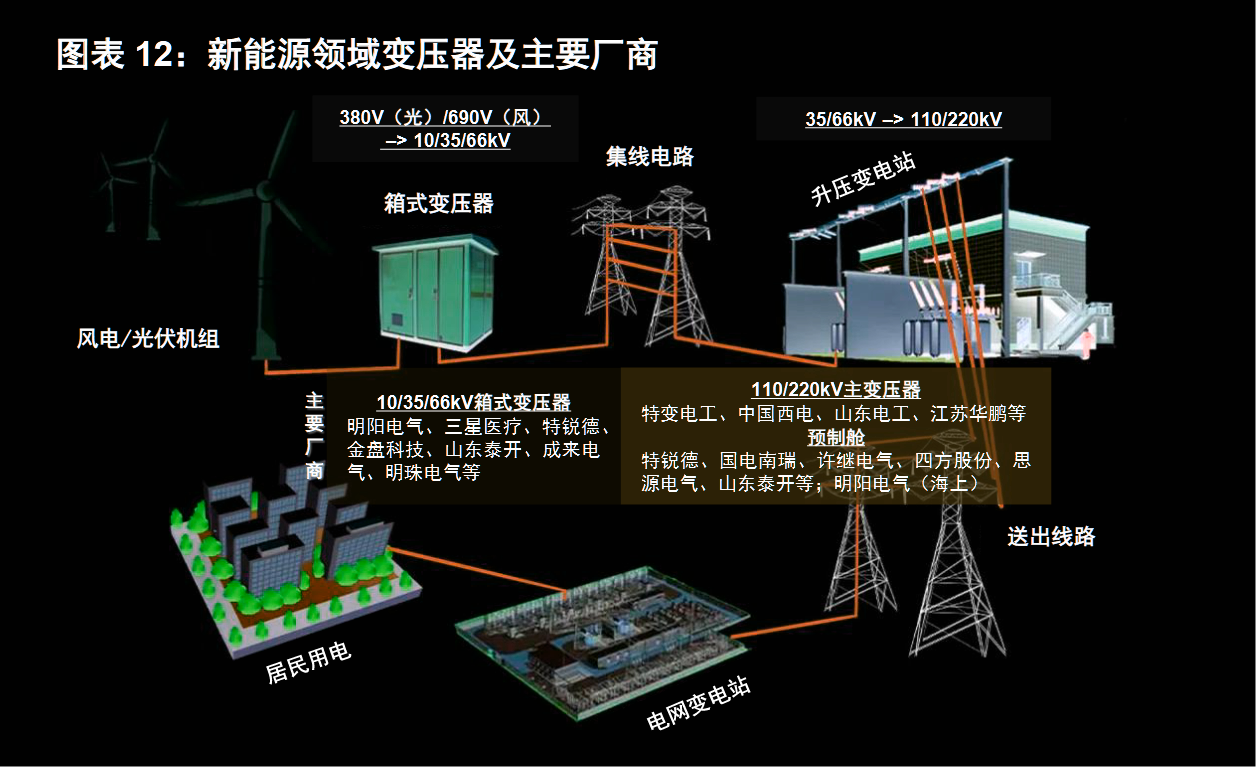 图表 12：新能源领域变压器及主要厂商
380V（光）/690V（风）
–> 10/35/66kV
35/66kV –> 110/220kV
集线电路
升压变电站
箱式变压器
风电/光伏机组
主要厂商
10/35/66kV箱式变压器
明阳电气、三星医疗、特锐德、
金盘科技、山东泰开、成来电
气、明珠电气等
110/220kV主变压器
特变电工、中国西电、山东电工、江苏华鹏等
预制舱
特锐德、国电南瑞、许继电气、四方股份、思
源电气、山东泰开等；明阳电气（海上）
送出线路
居民用电
电网变电站